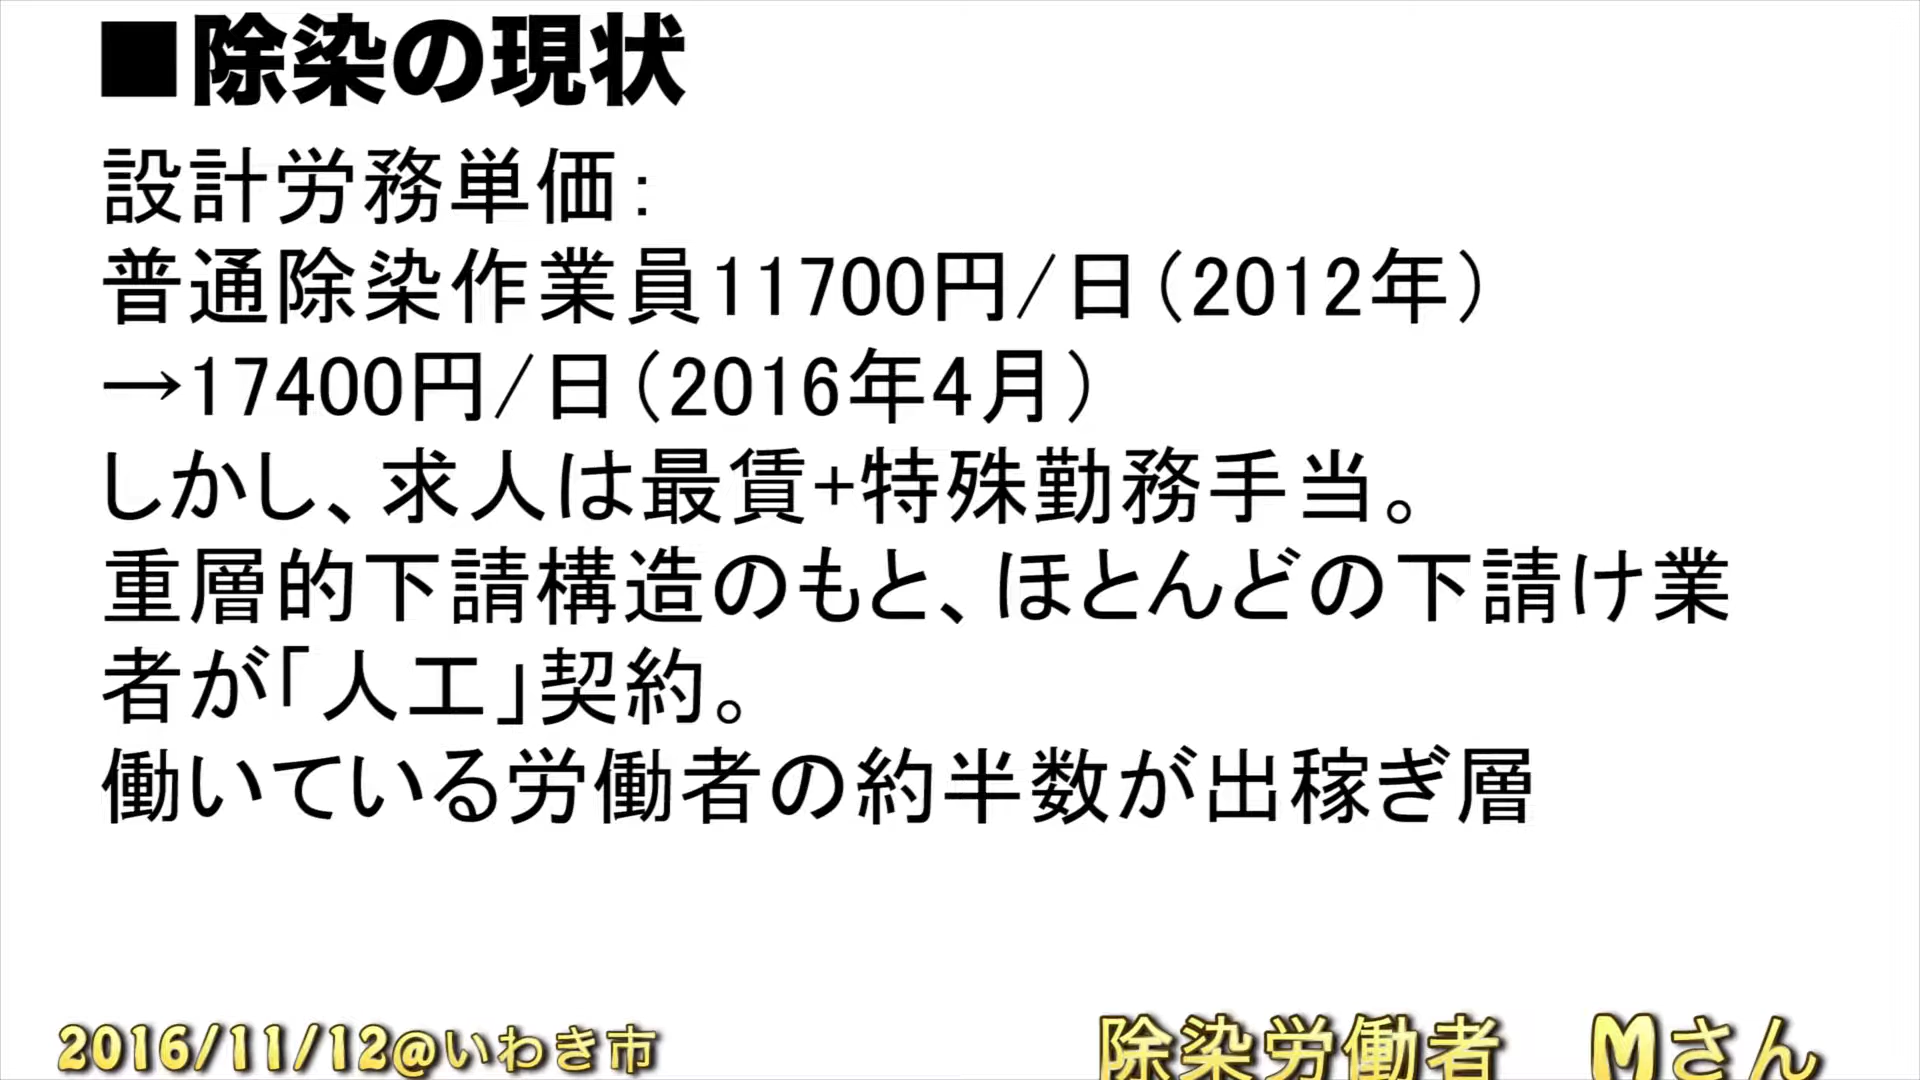 ■除染の現状
設計労務単価：
普通除染作業員11700円/日（2012年）
→17400円/日（2016年4月）
しかし、求人は最賃+特殊勤務手当。
重層的下請構造のもと、ほとんどの下請け業
者が「人工」契約。
働いている労働者の約半数が出稼ぎ層
2016/11/12@いわき市
除染労働者　Mさん